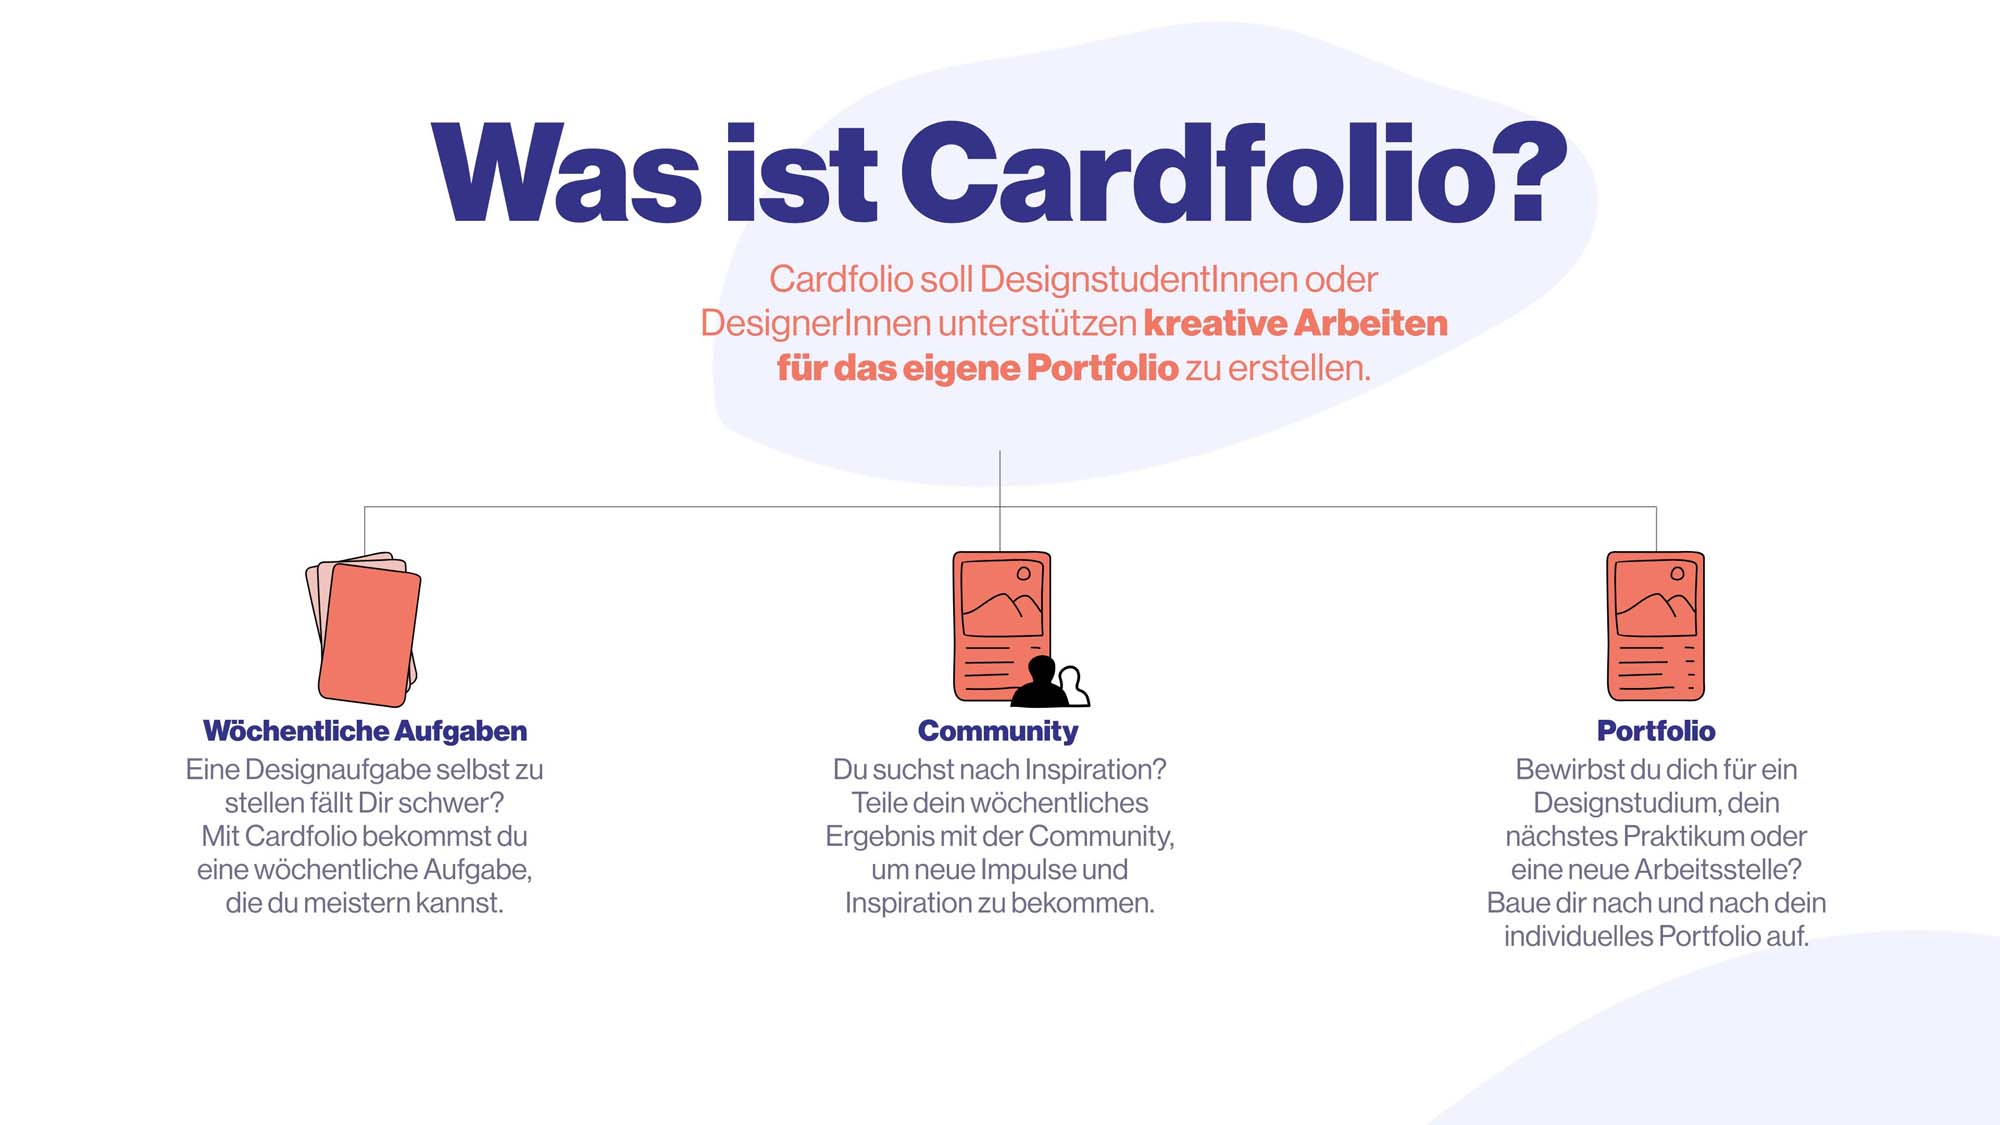 Was ist Cardfolio?
Cardfolio soll DesignstudentInnen oder
DesignerInnen unterstützen kreative Arbeiten
für das eigene Portfolio zu erstellen.
Wöchentliche Aufgaben
Eine Designaufgabe selbst zu
stellen fällt Dir schwer?
Mit Cardfolio bekommst du
eine wöchentliche Aufgabe,
die du meistern kannst.
Community
Du suchst nach Inspiration?
Teile dein wöchentliches
Ergebnis mit der Community,
um neue Impulse und
Inspiration zu bekommen.
Portfolio
Bewirbst du dich für ein
Designstudium, dein
nächstes Praktikum oder
eine neue Arbeitsstelle?
Baue dir nach und nach dein
individuelles Portfolio auf.